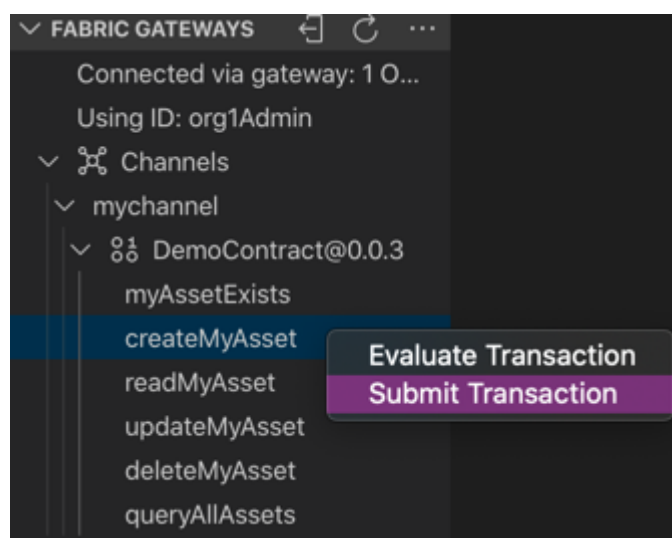 FABRIC GATEWAYS
Connected via gateway: 1 O...
Using ID: org1Admin
Channels
mychannel
DemoContract@0.0.3
myAssetExists
createMyAsset
Evaluate Transaction
Submit Transaction
readMyAsset
updateMyAsset
deleteMyAsset
queryAllAssets